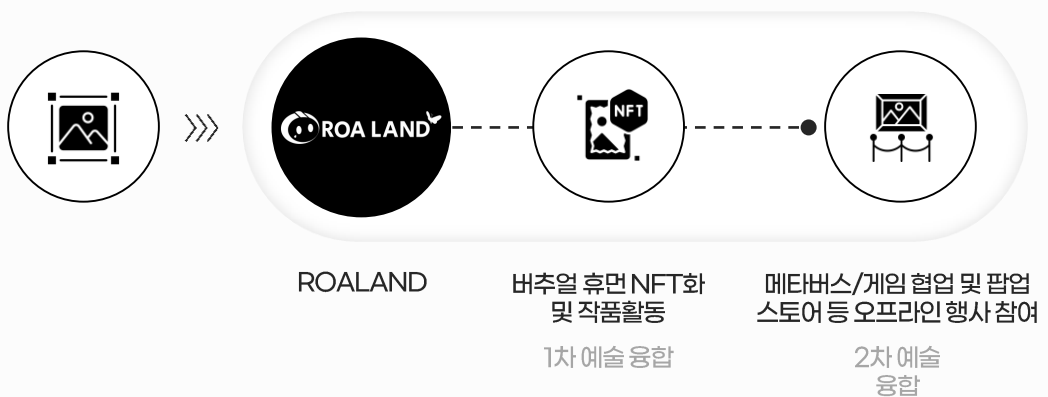 ROA LAND
NFT
ROALAND
버추얼 휴먼 NFT화
및 작품활동
1차 예술 융합
메타버스/게임 협업 및 팝업
스토어 등 오프라인 행사 참여
2차 예술
융합